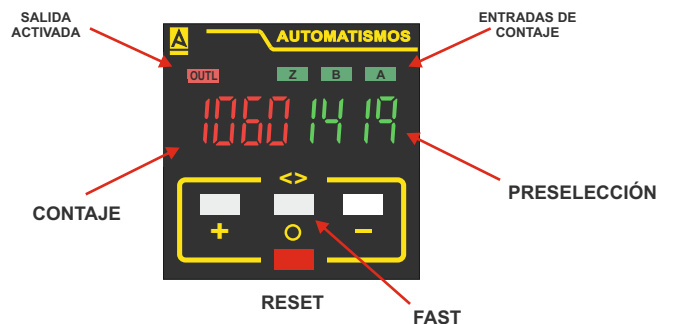 SALIDA
ACTIVADA
ENTRADAS DE
CONTAJE
A AUTOMATISMOS
OUTL Z B A
1060 1419
<>
PRESELECCIÓN
CONTAJE
+ O −
RESET
FAST